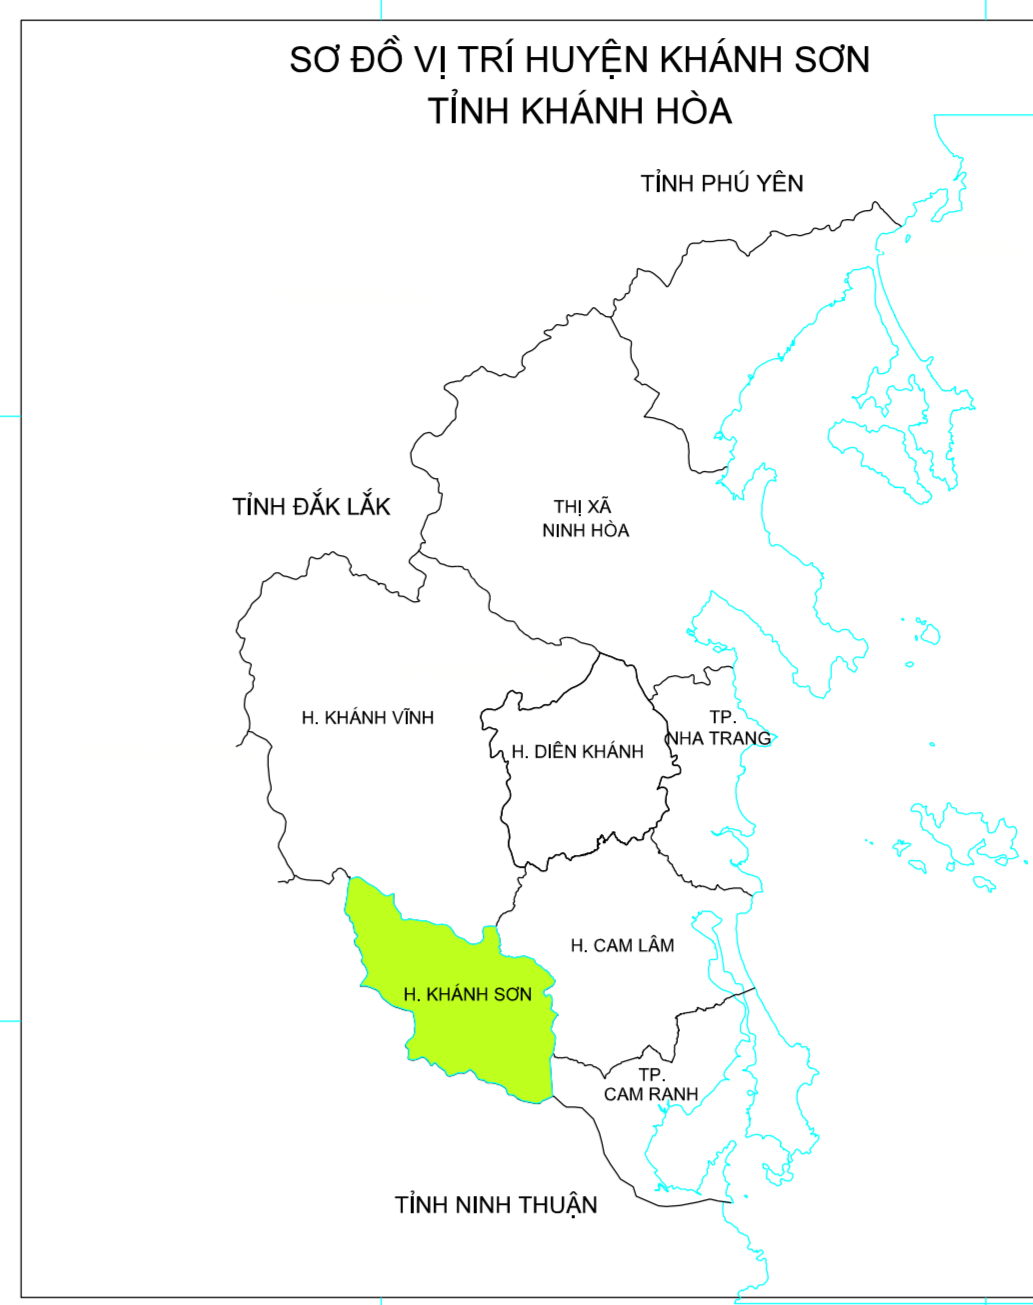 SƠ ĐỒ VỊ TRÍ HUYỆN KHÁNH SƠN
TỈNH KHÁNH HÒA
TỈNH PHÚ YÊN
TỈNH ĐẮK LẮK
THỊ XÃ
NINH HÒA
H. KHÁNH VĨNH
H. DIÊN KHÁNH
TP.
NHA TRANG
H. CAM LÂM
H. KHÁNH SƠN
TP.
CAM RANH
TỈNH NINH THUẬN